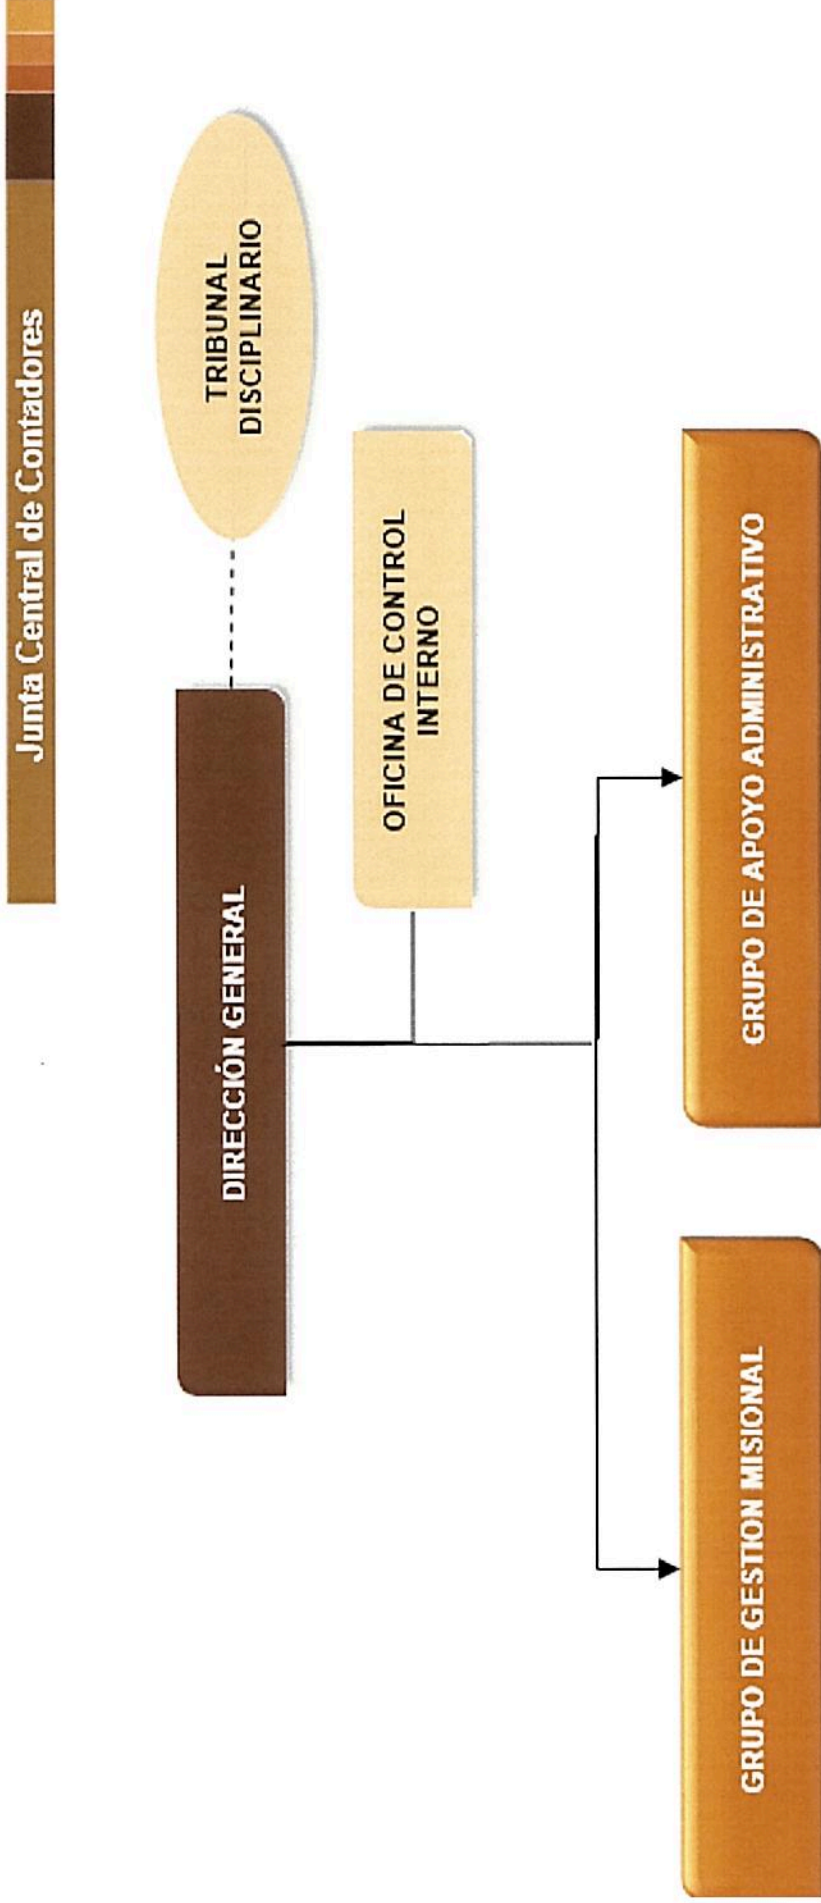 Junta Central de Contadores
TRIBUNAL
DISCIPLINARIO
DIRECCIÓN GENERAL
OFICINA DE CONTROL
INTERNO
GRUPO DE GESTION MISIONAL
GRUPO DE APOYO ADMINISTRATIVO